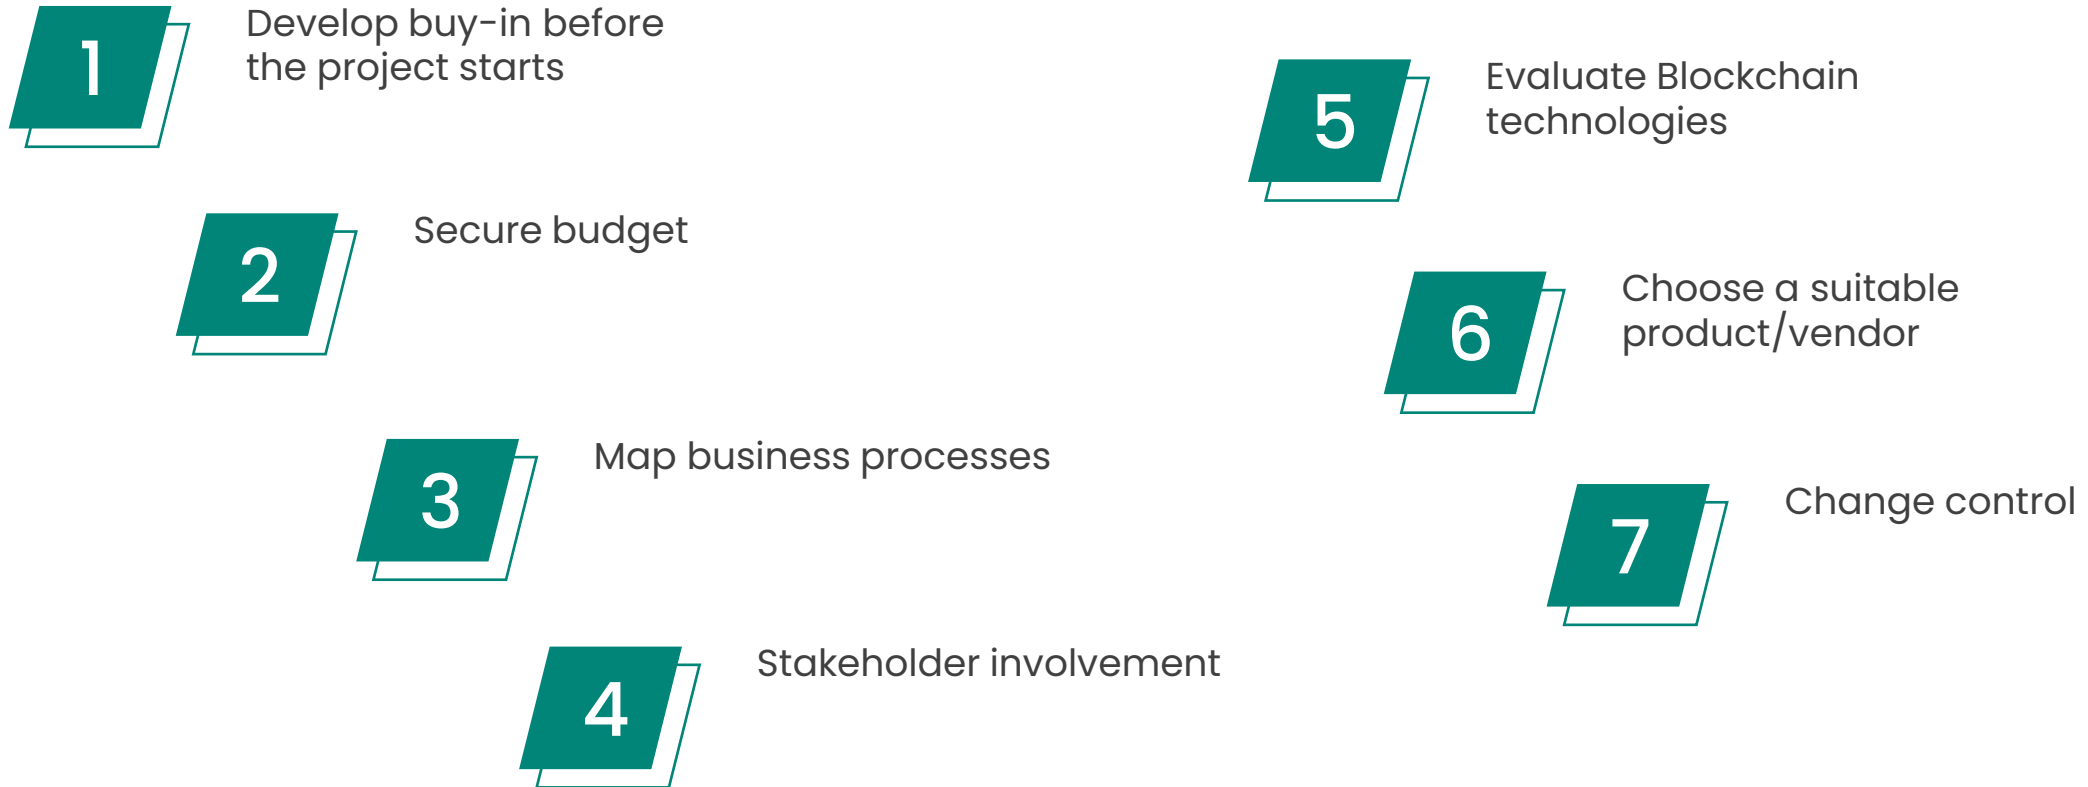 1
Develop buy-in before
the project starts
2
Secure budget
3
Map business processes
4
Stakeholder involvement
5
Evaluate Blockchain
technologies
6
Choose a suitable
product/vendor
7
Change control